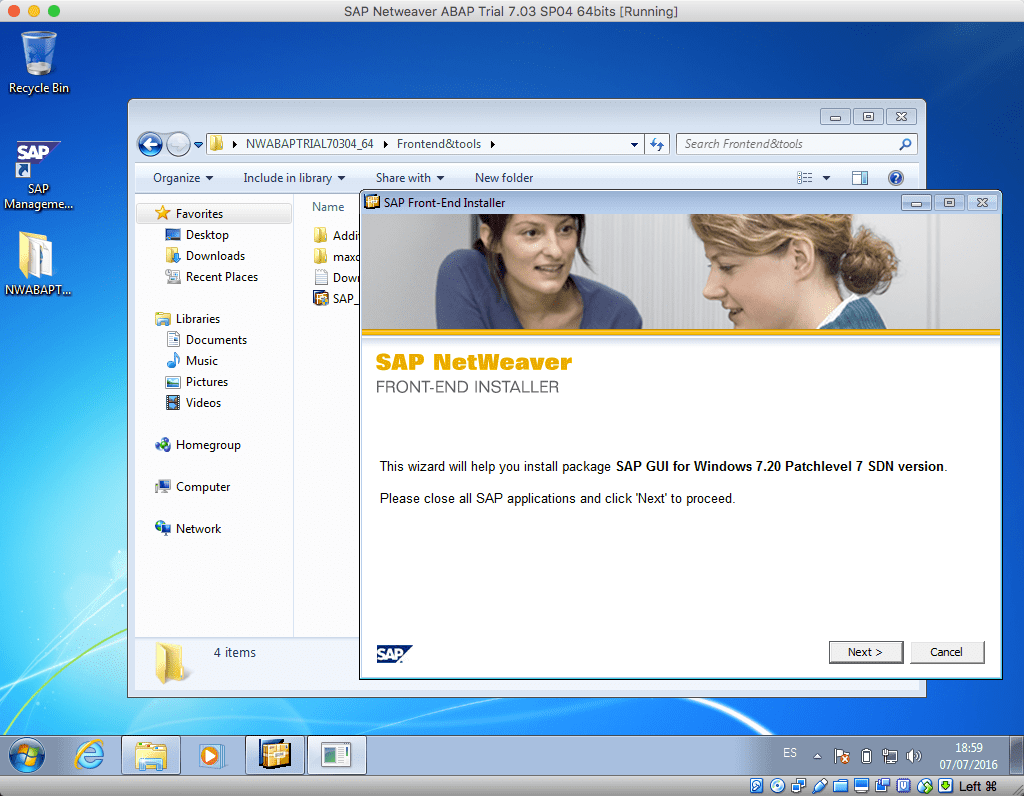 SAP Netweaver ABAP Trial 7.03 SP04 64bits [Running]
Recycle Bin
SAP
SAP
Manageme...
NWABAPT...
NWABAPTRIAL70304_64
Frontend&tools
Search Frontend&tools
Organize
Include in library
Share with
New folder
Favorites
Desktop
Downloads
Recent Places
Libraries
Documents
Music
Pictures
Videos
Homegroup
Computer
Network
Name
Addi
maxd
Down
SAP_
4 items
SAP Front-End Installer
SAP NetWeaver
FRONT-END INSTALLER
This wizard will help you install package SAP GUI for Windows 7.20 Patchlevel 7 SDN version.
Please close all SAP applications and click 'Next' to proceed.
SAP
Next >
Cancel
ES
18:59
07/07/2016
Left ⌘